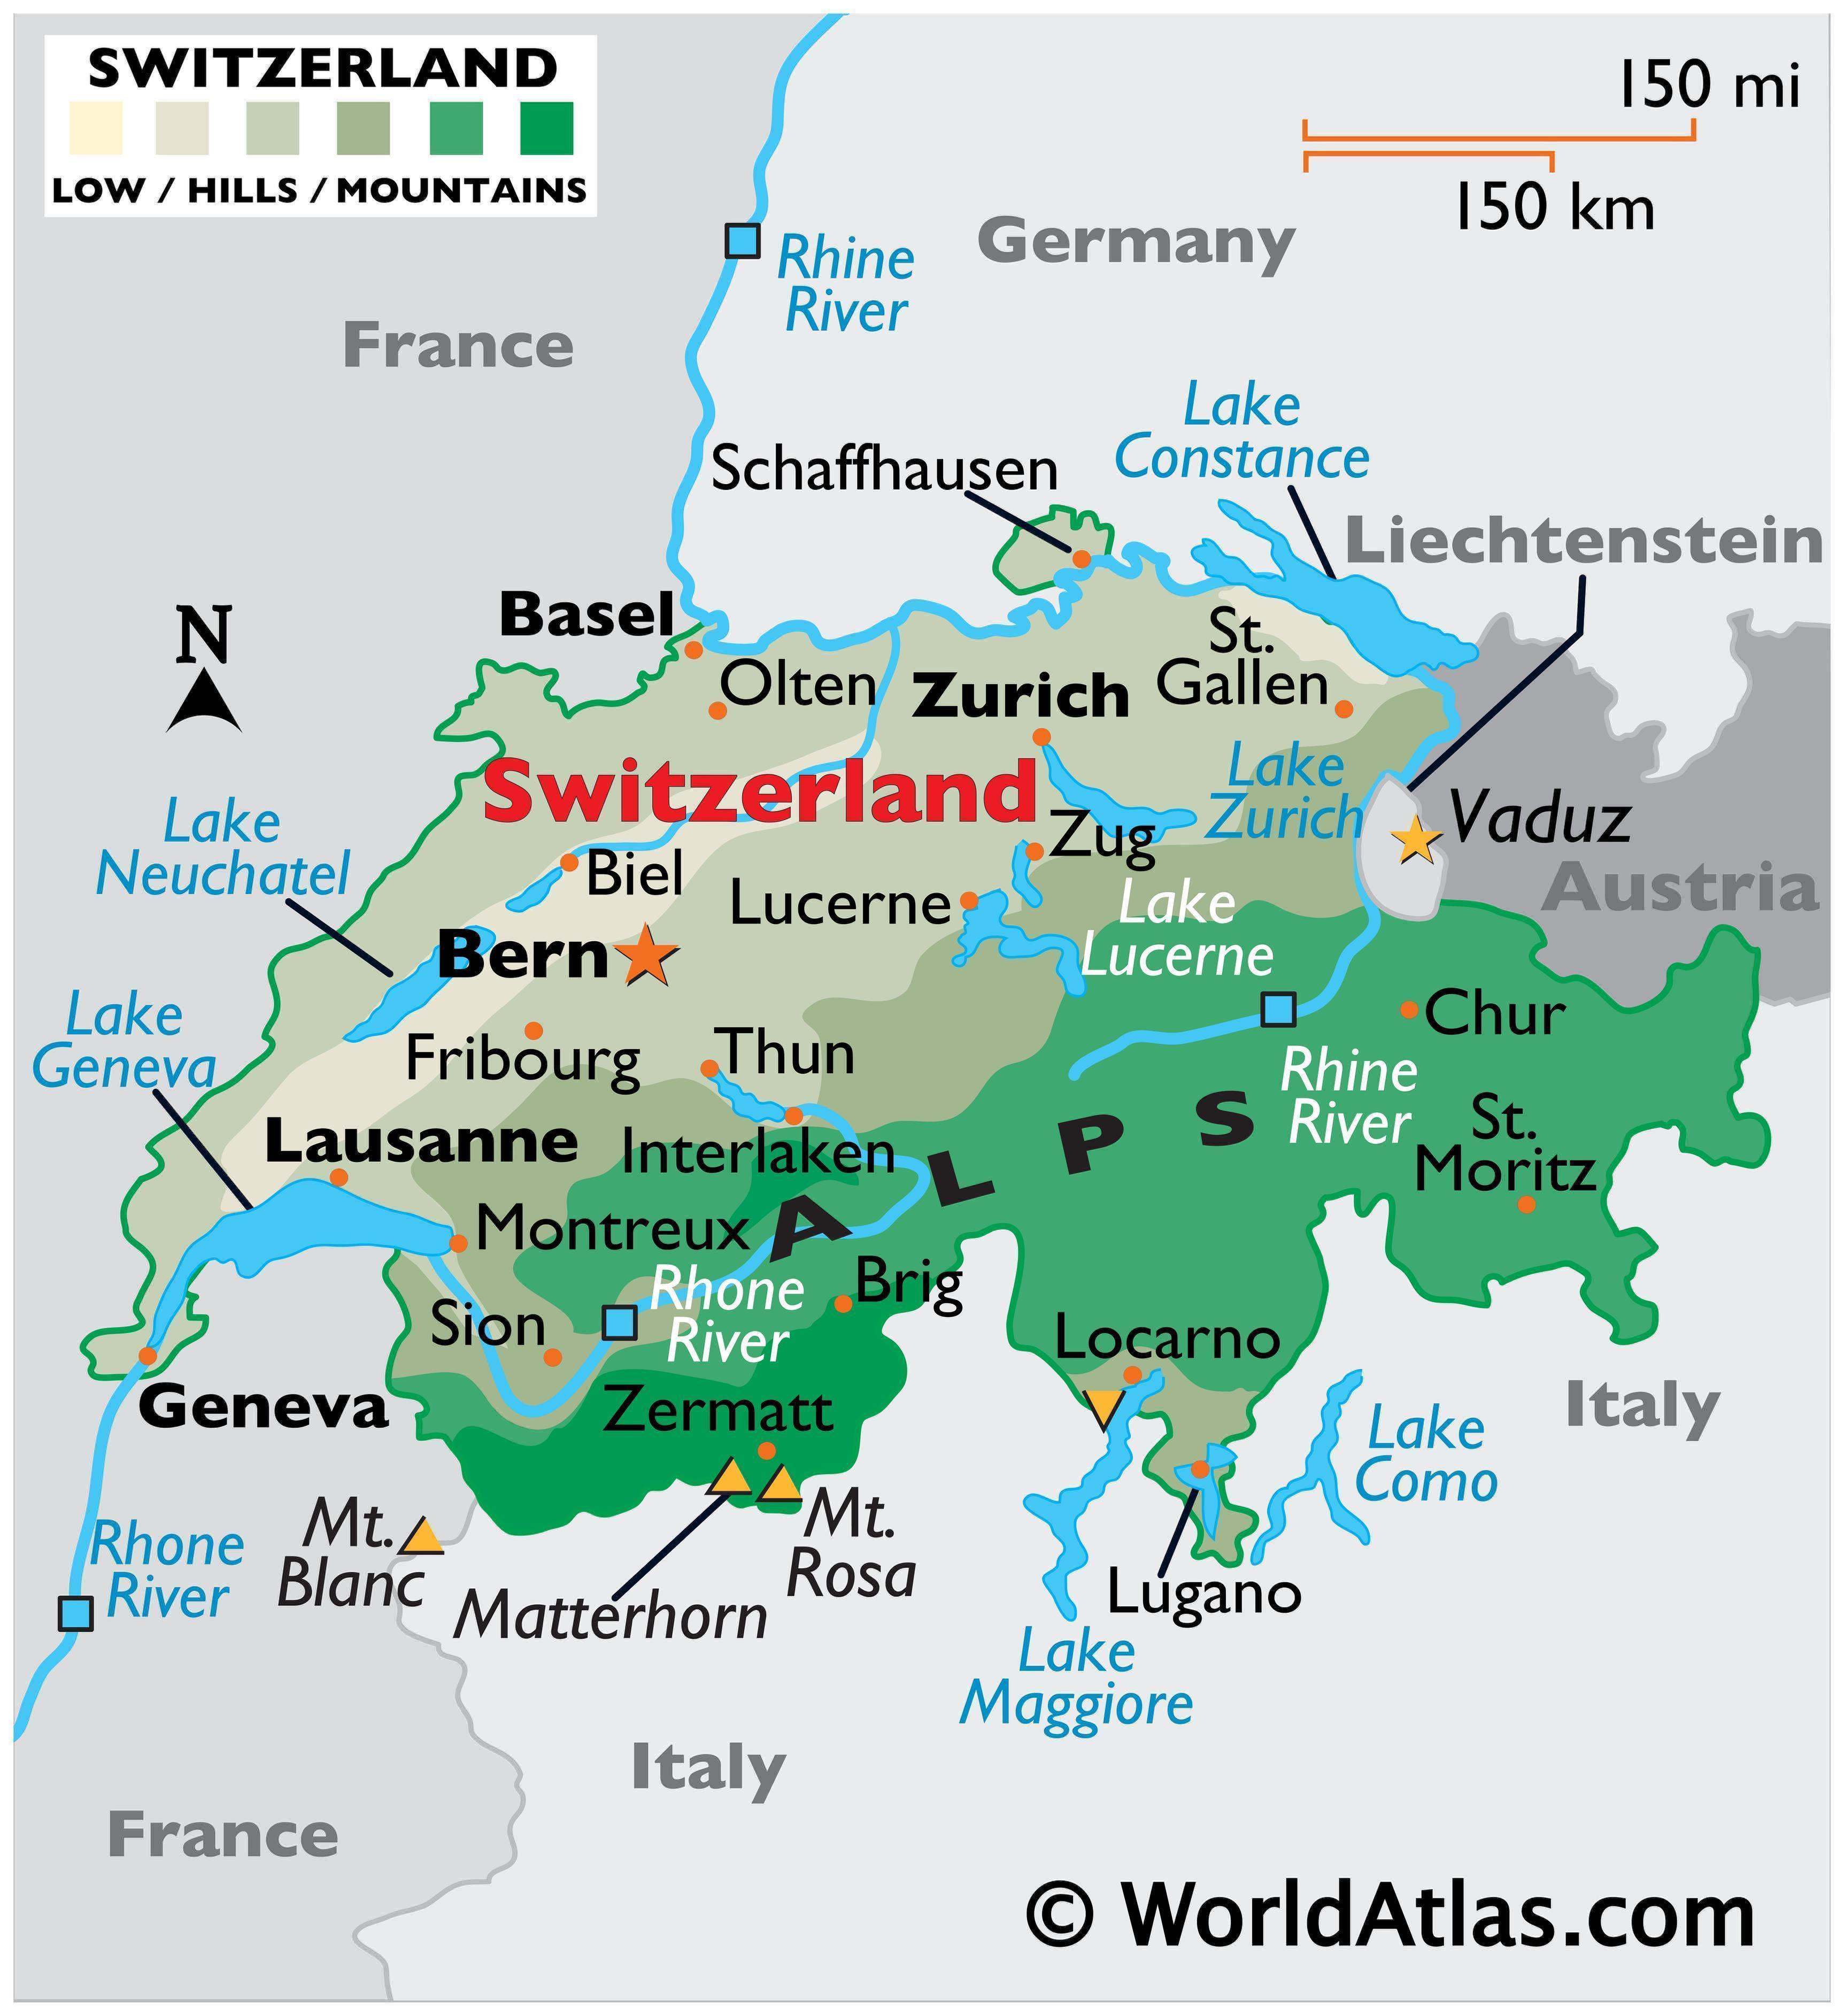 SWITZERLAND
LOW / HILLS / MOUNTAINS
150 mi
150 km
Germany
Rhine
River
France
Lake
Constance
Schaffhausen
Liechtenstein
N
Basel
St.
Gallen
Olten
Zurich
Lake
Zurich
Switzerland
Lake
Neuchatel
Zug
Vaduz
Biel
Austria
Lucerne
Lake
Lucerne
Bern
Lake
Geneva
Chur
Fribourg
Thun
Rhine
River
ALPS
St.
Moritz
Lausanne
Interlaken
Montreux
Rhone
River
Brig
Sion
Locarno
Geneva
Zermatt
Italy
Lake
Como
Mt.
Blanc
Mt.
Rosa
Rhone
River
Matterhorn
Lugano
Lake
Maggiore
Italy
France
© WorldAtlas.com